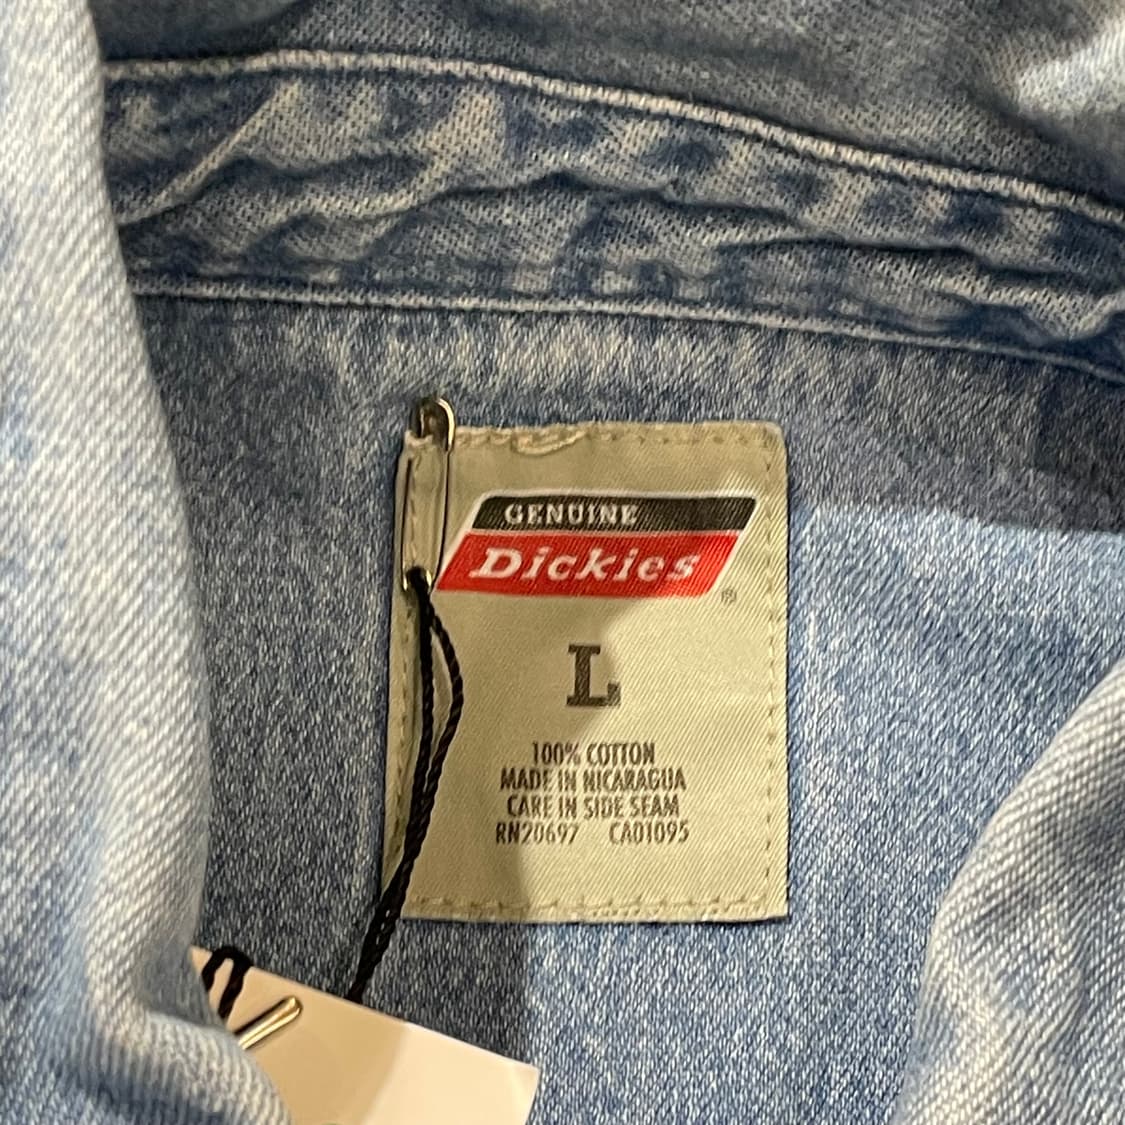 GENUINE
Dickies®
L
100% COTTON
MADE IN NICARAGUA
CARE IN SIDE SEAM
RN20697 CA01095